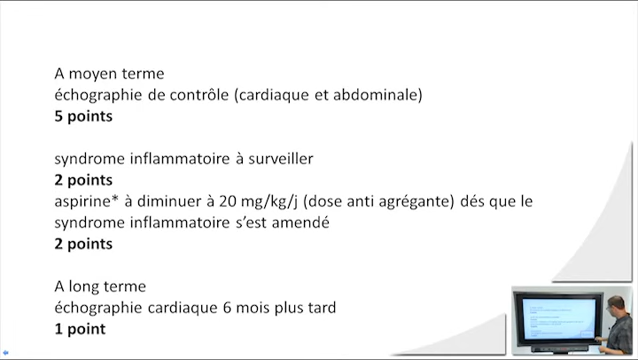 A moyen terme
échographie de contrôle (cardiaque et abdominale)
5 points
syndrome inflammatoire à surveiller
2 points
aspirine* à diminuer à 20 mg/kg/j (dose anti agrégante) dés que le
syndrome inflammatoire s'est amendé
2 points
A long terme
échographie cardiaque 6 mois plus tard
1 point